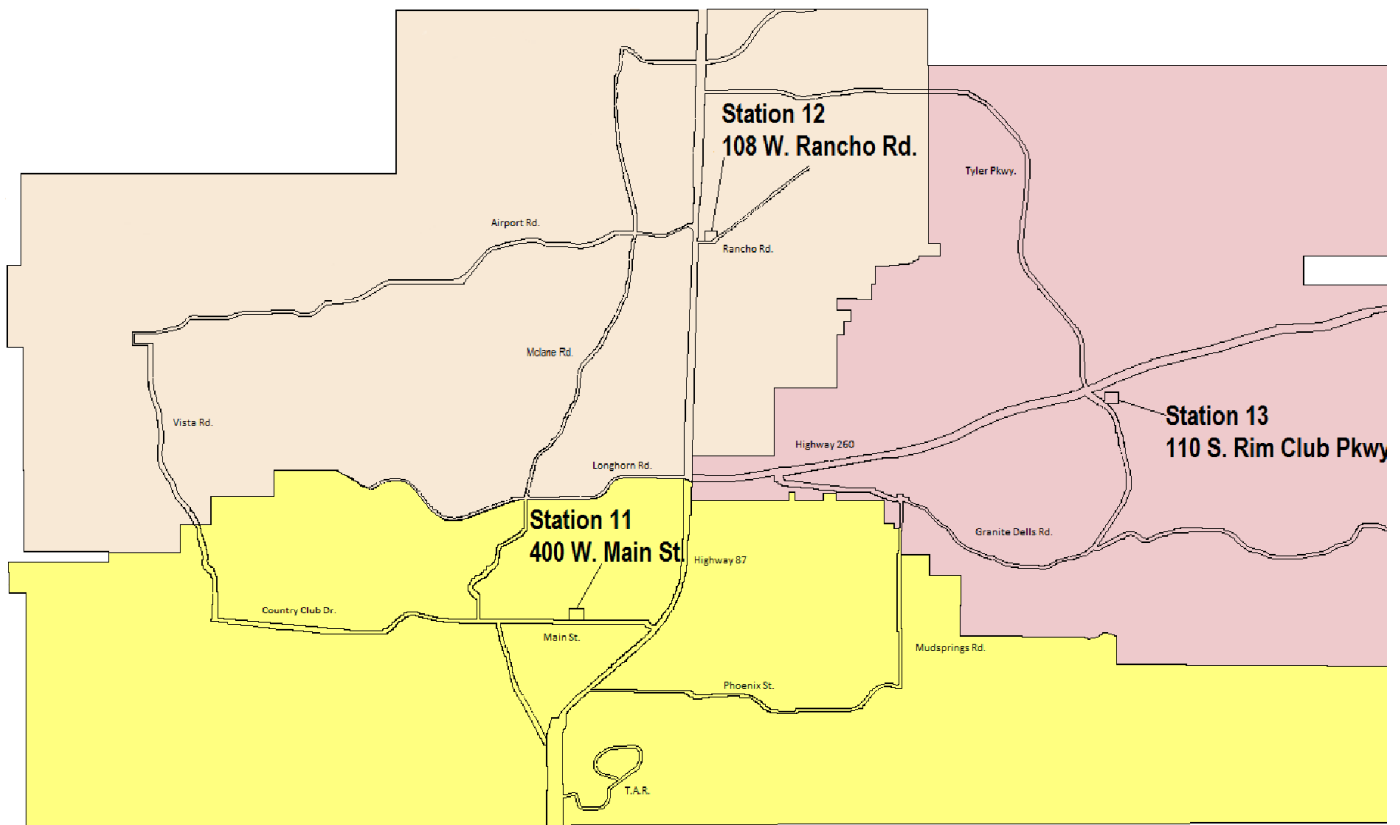 Station 12
108 W. Rancho Rd.
Tyler Pkwy.
Airport Rd.
Rancho Rd.
Mclane Rd.
Station 13
110 S. Rim Club Pkwy
Vista Rd.
Highway 260
Longhorn Rd.
Station 11
400 W. Main St.
Granite Dells Rd.
Highway 87
Country Club Dr.
Main St.
Mudsprings Rd.
Phoenix St.
T.A.R.